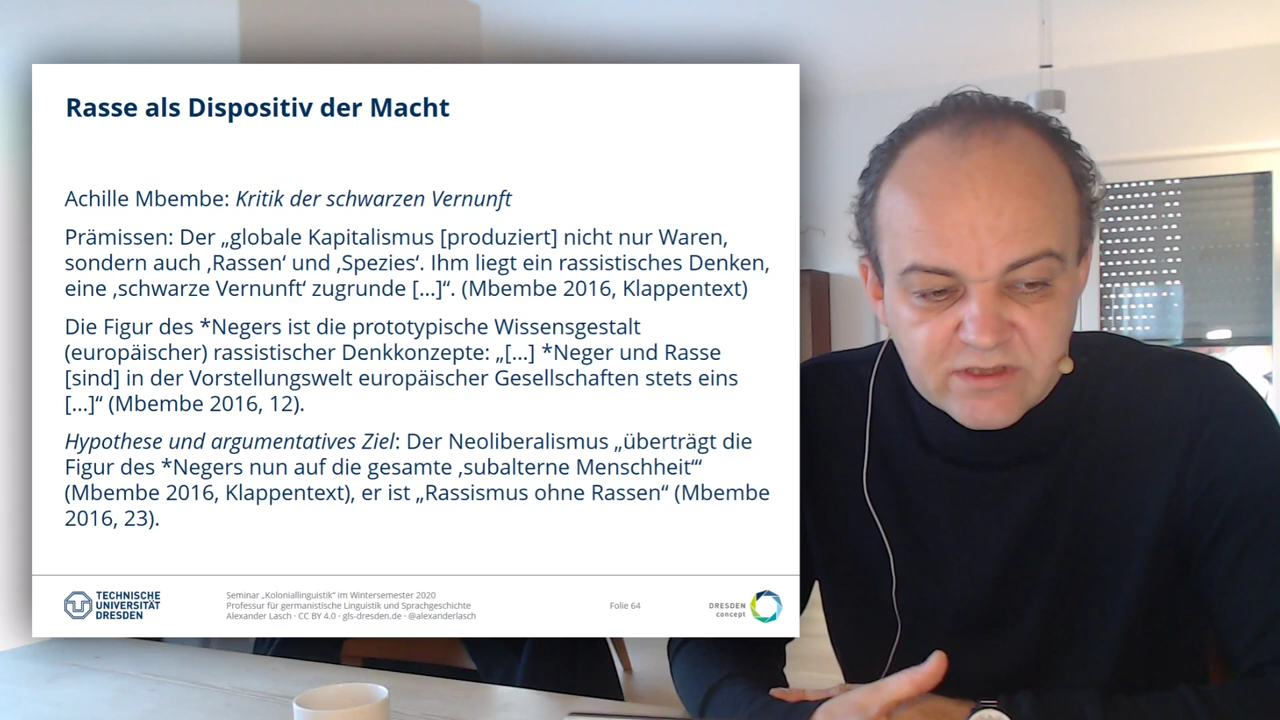 Rasse als Dispositiv der Macht
Achille Mbembe: Kritik der schwarzen Vernunft
Prämissen: Der „globale Kapitalismus [produziert] nicht nur Waren,
sondern auch ‚Rassen‘ und ‚Spezies‘. Ihm liegt ein rassistisches Denken,
eine ‚schwarze Vernunft‘ zugrunde [...]“. (Mbembe 2016, Klappentext)
Die Figur des *Negers ist die prototypische Wissensgestalt
(europäischer) rassistischer Denkkonzepte: „[...] *Neger und Rasse
[sind] in der Vorstellungswelt europäischer Gesellschaften stets eins
[...]“ (Mbembe 2016, 12).
Hypothese und argumentatives Ziel: Der Neoliberalismus „überträgt die
Figur des *Negers nun auf die gesamte ‚subalterne Menschheit‘“
(Mbembe 2016, Klappentext), er ist „Rassismus ohne Rassen“ (Mbembe
2016, 23).
TECHNISCHE
UNIVERSITÄT
DRESDEN
Seminar „Koloniallinguistik“ im Wintersemester 2020
Professur für germanistische Linguistik und Sprachgeschichte
Alexander Lasch · CC BY 4.0 · gls-dresden.de · @alexanderlasch
Folie 64
DRESDEN
concept